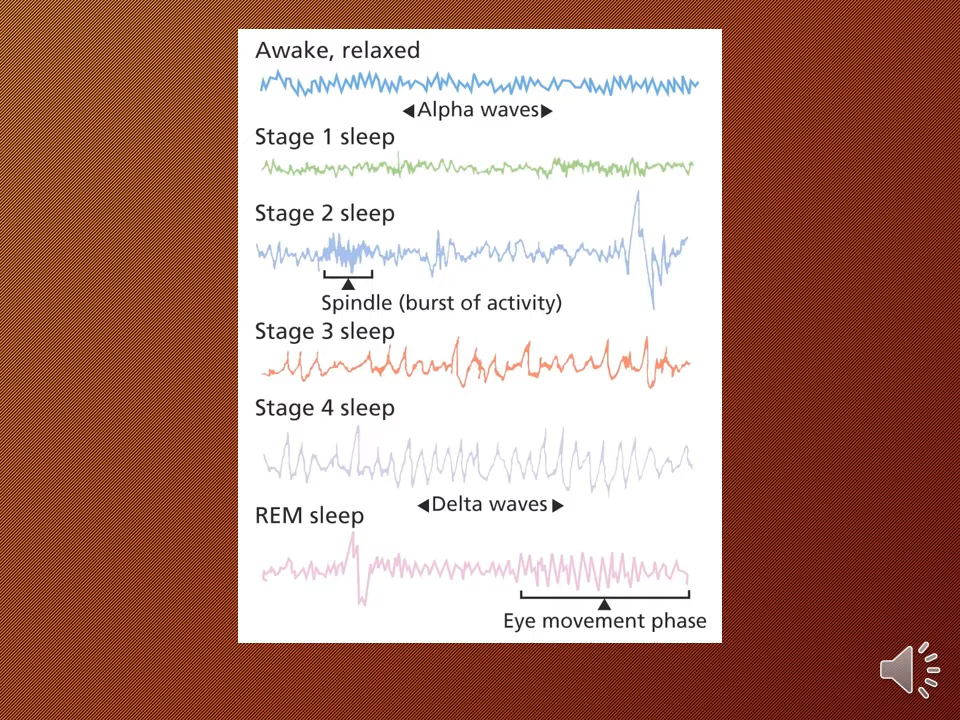 Awake, relaxed
Alpha waves
Stage 1 sleep
Stage 2 sleep
Spindle (burst of activity)
Stage 3 sleep
Stage 4 sleep
Delta waves
REM sleep
Eye movement phase